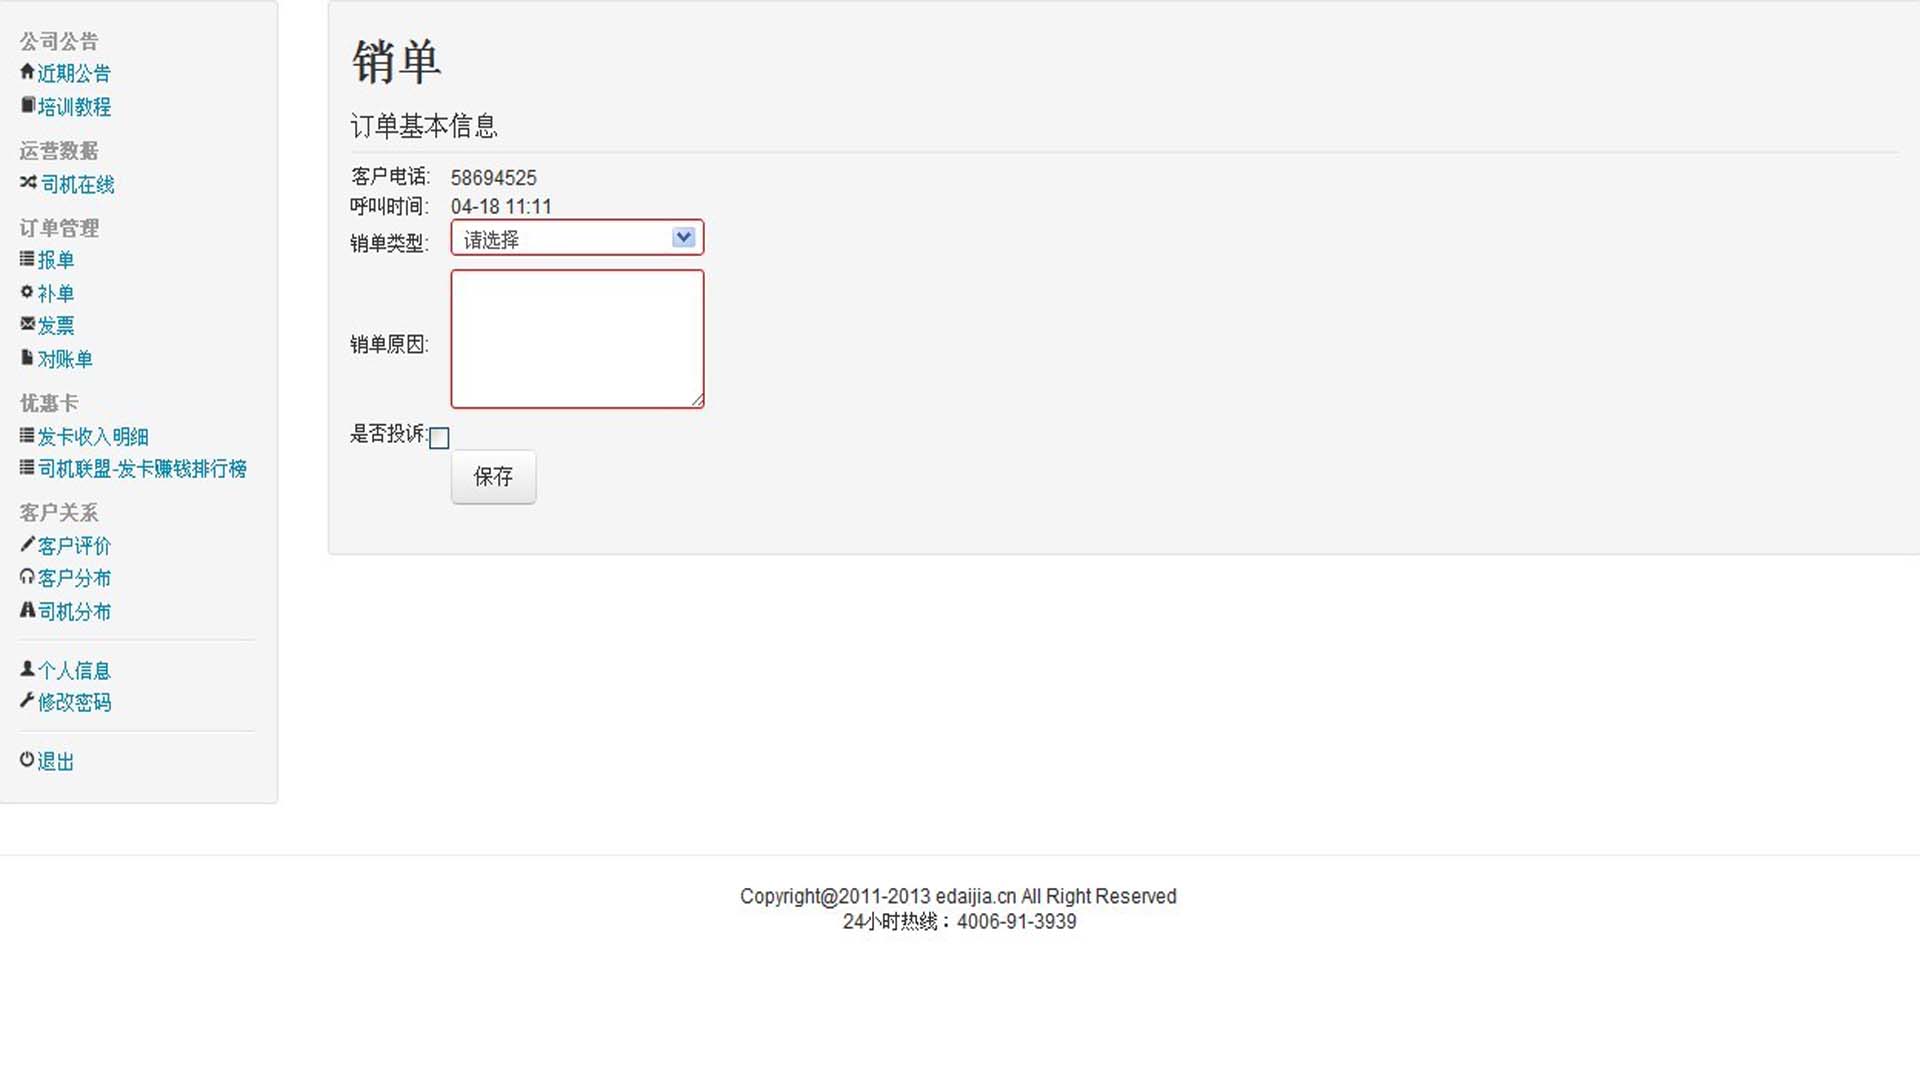 公司公告
近期公告
培训教程
运营数据
司机在线
订单管理
报单
补单
发票
对账单
优惠卡
发卡收入明细
司机联盟-发卡赚钱排行榜
客户关系
客户评价
客户分布
司机分布
个人信息
修改密码
退出
销单
订单基本信息
客户电话: 58694525
呼叫时间: 04-18 11:11
销单类型: 请选择
销单原因:
是否投诉:
保存
Copyright@2011-2013 edaijia.cn All Right Reserved
24小时热线：4006-91-3939